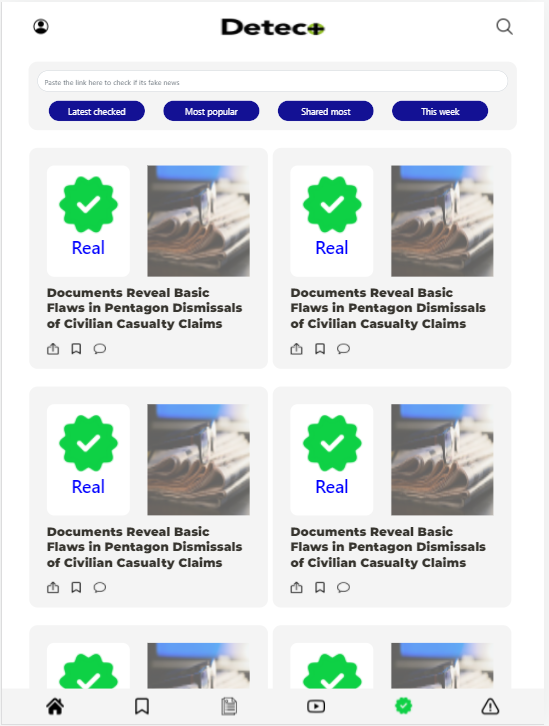 Detec+
Paste the link here to check if its fake news
Latest checked
Most popular
Shared most
This week
Real
Real
Documents Reveal Basic
Flaws in Pentagon Dismissals
of Civilian Casualty Claims
Documents Reveal Basic
Flaws in Pentagon Dismissals
of Civilian Casualty Claims
Real
Real
Documents Reveal Basic
Flaws in Pentagon Dismissals
of Civilian Casualty Claims
Documents Reveal Basic
Flaws in Pentagon Dismissals
of Civilian Casualty Claims